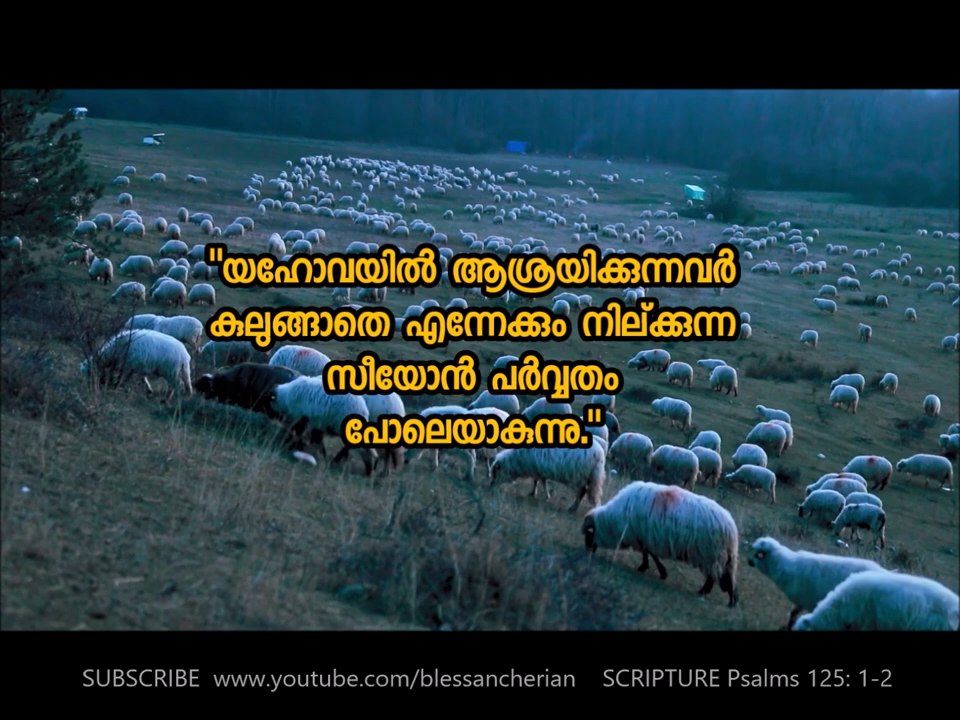 "യഹോവയിൽ ആശ്രയിക്കുന്നവർ
കുലുങ്ങാതെ എന്നേക്കും നില്ക്കുന്ന
സീയോൻ പർവ്വതം
പോലെയാകുന്നു."
SUBSCRIBE www.youtube.com/blessancherian SCRIPTURE Psalms 125: 1-2